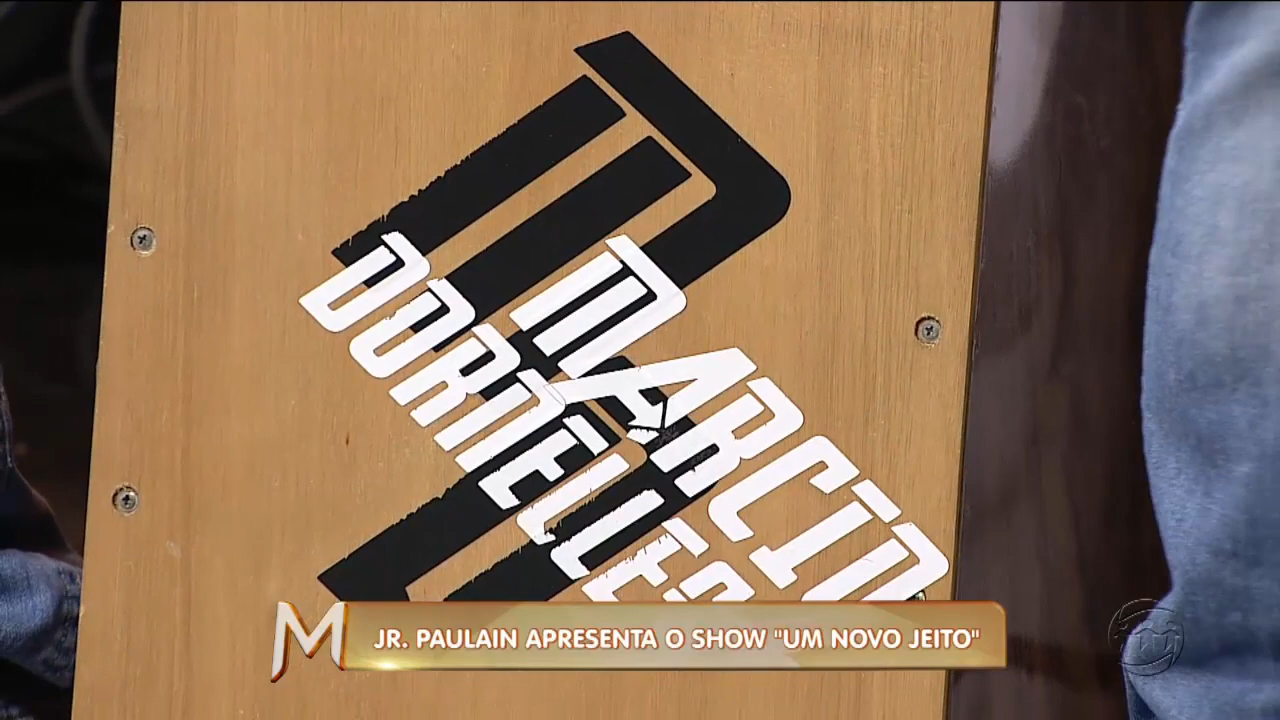 MARCIO
DORNELLES
M JR. PAULAIN APRESENTA O SHOW "UM NOVO JEITO"